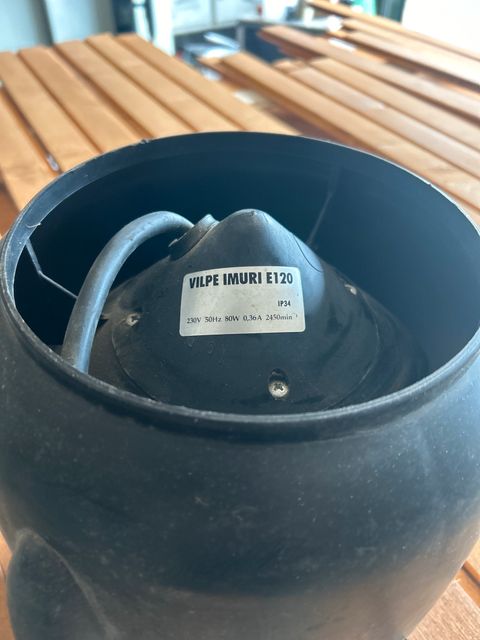 VILPE IMURI E120
IP34
230V 50Hz 80W 0,36A 2450min⁻¹